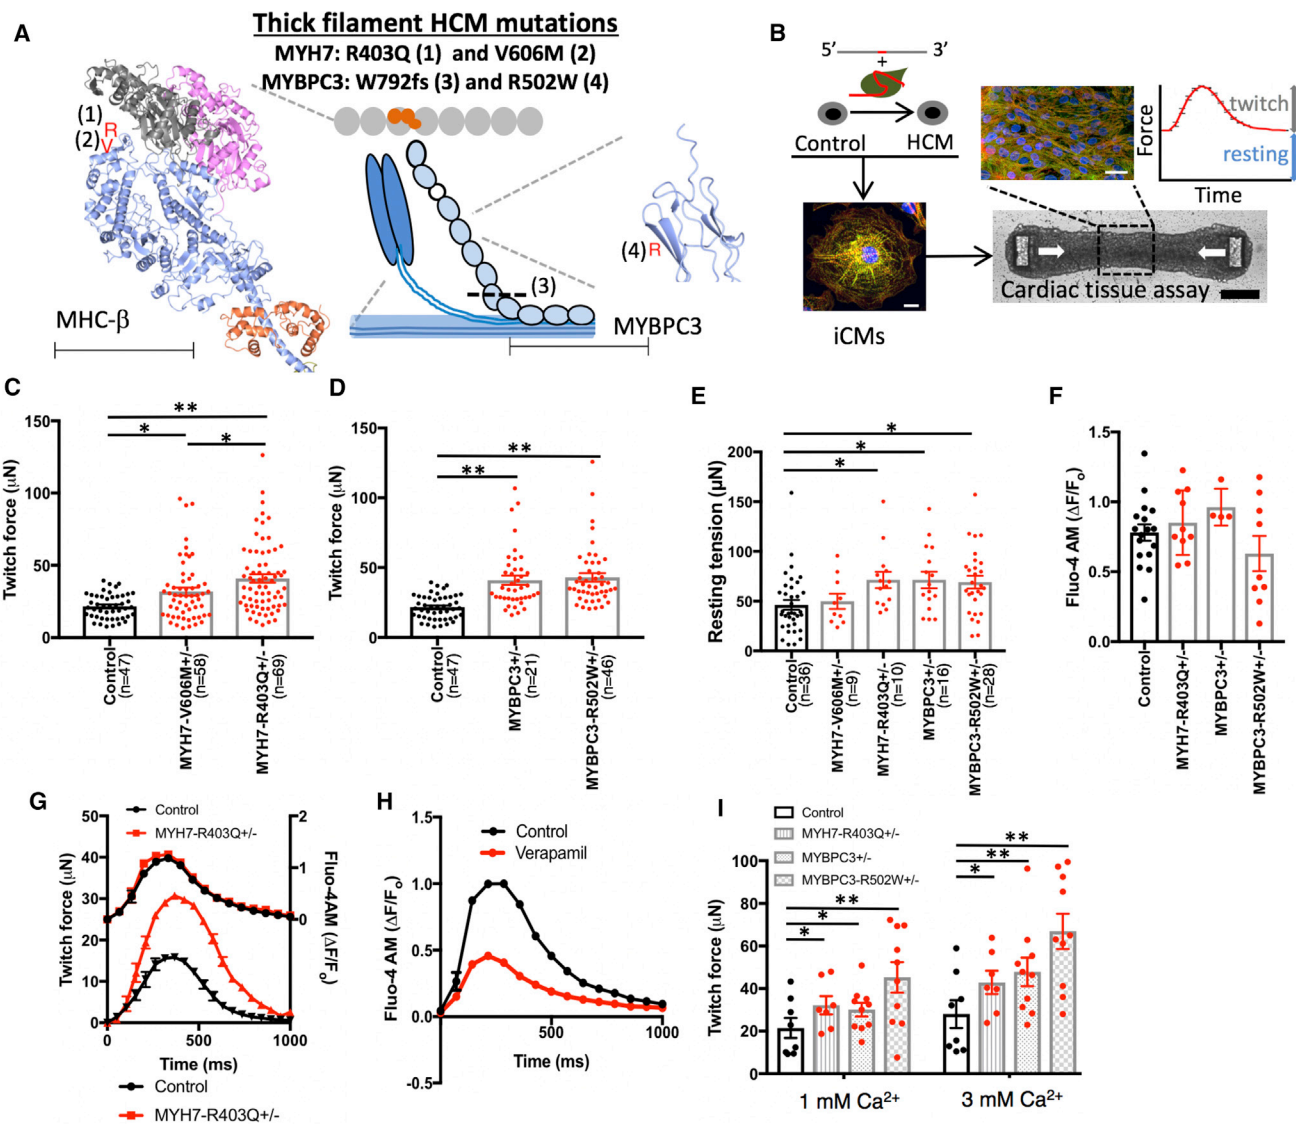 A
Thick filament HCM mutations
MYH7: R403Q (1) and V606M (2)
MYBPC3: W792fs (3) and R502W (4)
(1)
R
(2)
V
(4) R
(3)
MHC-β
MYBPC3
B
5’ 3’
+
Control HCM
iCMs
Cardiac tissue assay
Force
twitch
resting
Time
C
Twitch force (µN)
150
100
50
0
**
* *
Control
(n=47)
MYH7-V606M+/-
(n=58)
MYH7-R403Q+/-
(n=69)
D
Twitch force (µN)
150
100
50
0
**
**
Control
(n=47)
MYBPC3+/-
(n=21)
MYBPC3-R502W+/-
(n=46)
E
Resting tension (µN)
200
150
100
50
0
*
*
*
Control
(n=36)
MYH7-V606M+/-
(n=9)
MYH7-R403Q+/-
(n=10)
MYBPC3+/-
(n=16)
MYBPC3-R502W+/-
(n=28)
F
Fluo-4 AM (ΔF/Fo)
1.5
1.0
0.5
0.0
Control
MYH7-R403Q+/-
MYBPC3+/-
MYBPC3-R502W+/-
G
Control
MYH7-R403Q+/-
Twitch force (µN)
50
40
30
20
10
0
2
1
0
Fluo-4AM (ΔF/Fo)
0 500 1000
Time (ms)
Control
MYH7-R403Q+/-
H
Fluo-4 AM (ΔF/Fo)
1.5
1.0
0.5
0.0
-0.5
Control
Verapamil
500 1000
Time (ms)
I
Control
MYH7-R403Q+/-
MYBPC3+/-
MYBPC3-R502W+/-
Twitch force (µN)
100
80
60
40
20
0
**
*
*
**
**
*
1 mM Ca2+ 3 mM Ca2+